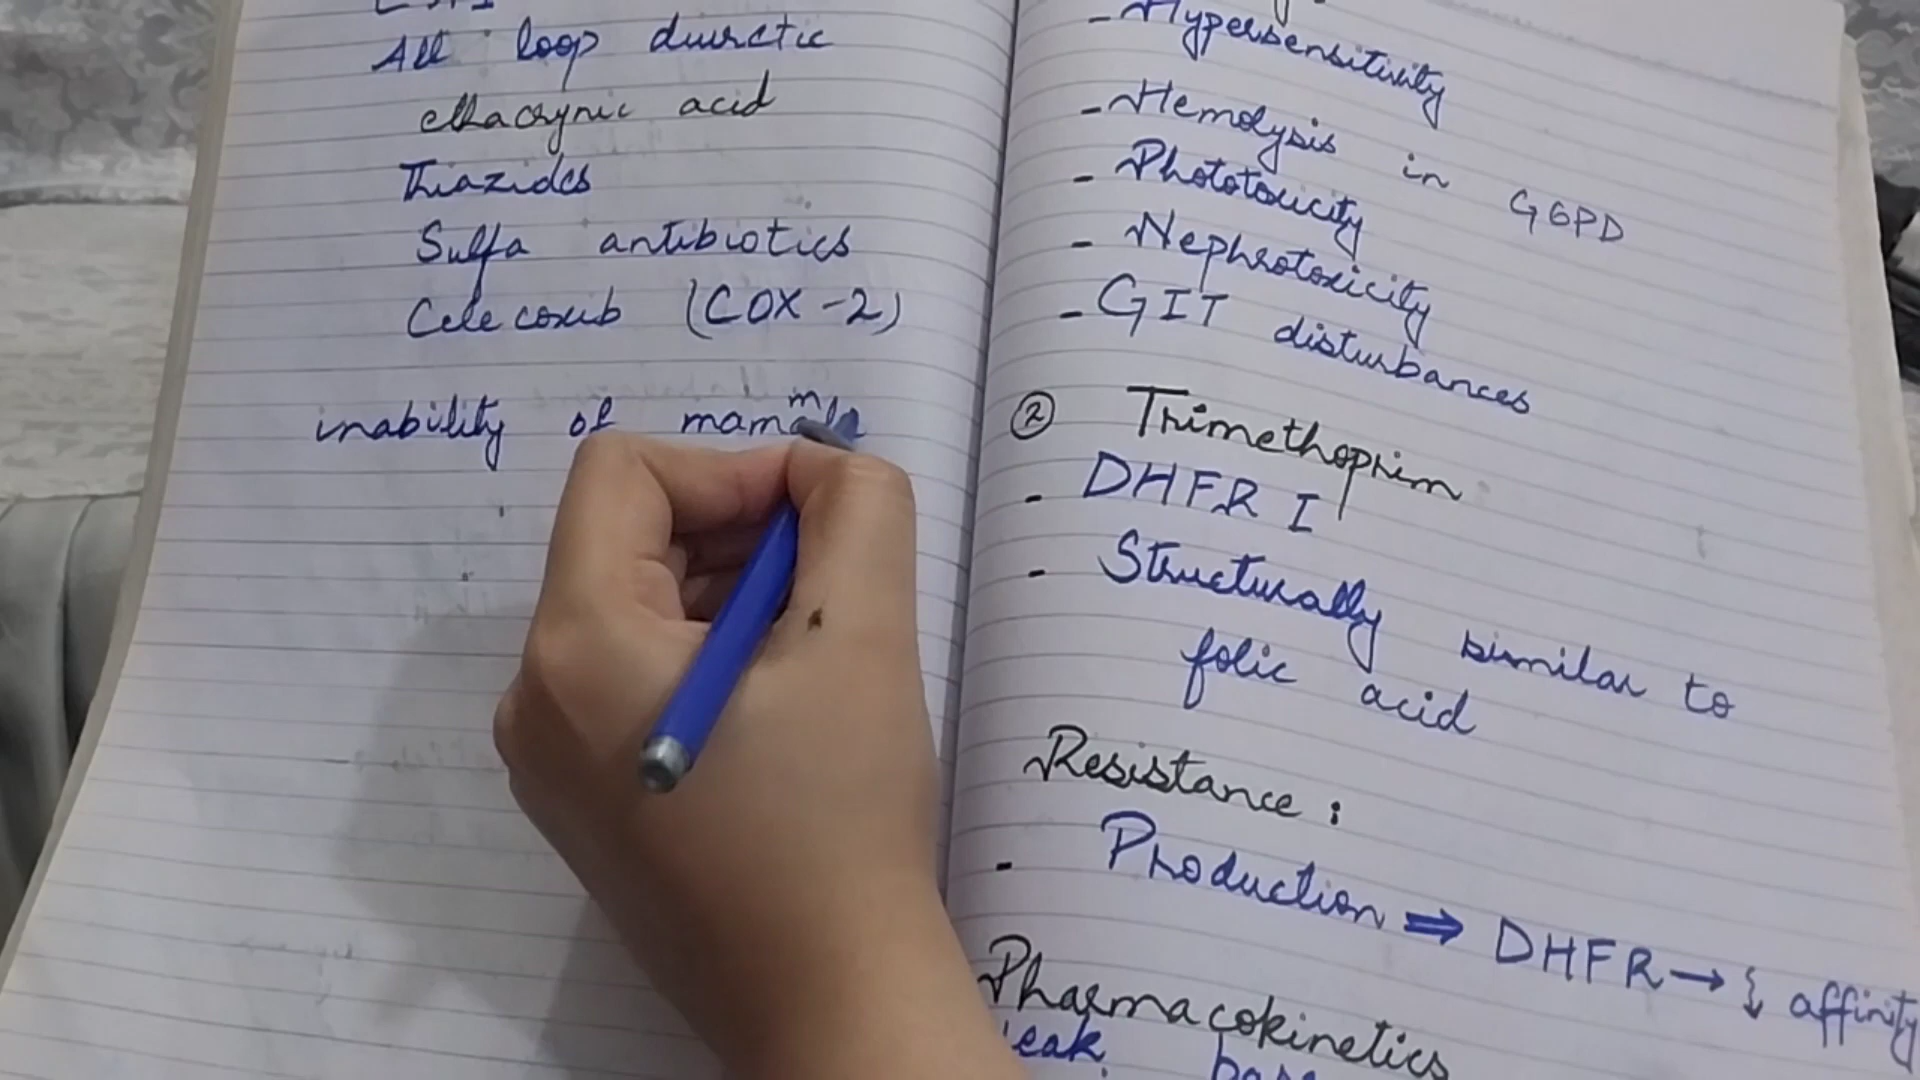 All loop diuretic
ethacrynic acid
Thiazides
Sulfa antibiotics
Celecoxib (COX-2)
inability of
- Hypersensitivity
- Hemolysis in G6PD
- Phototoxicity
- Nephrotoxicity
- GIT disturbances
② Trimethoprim
- DHFR I
- Structurally similar to
folic acid
Resistance :
- Production ⇒ DHFR → ↓ affinity
Pharmacokinetics